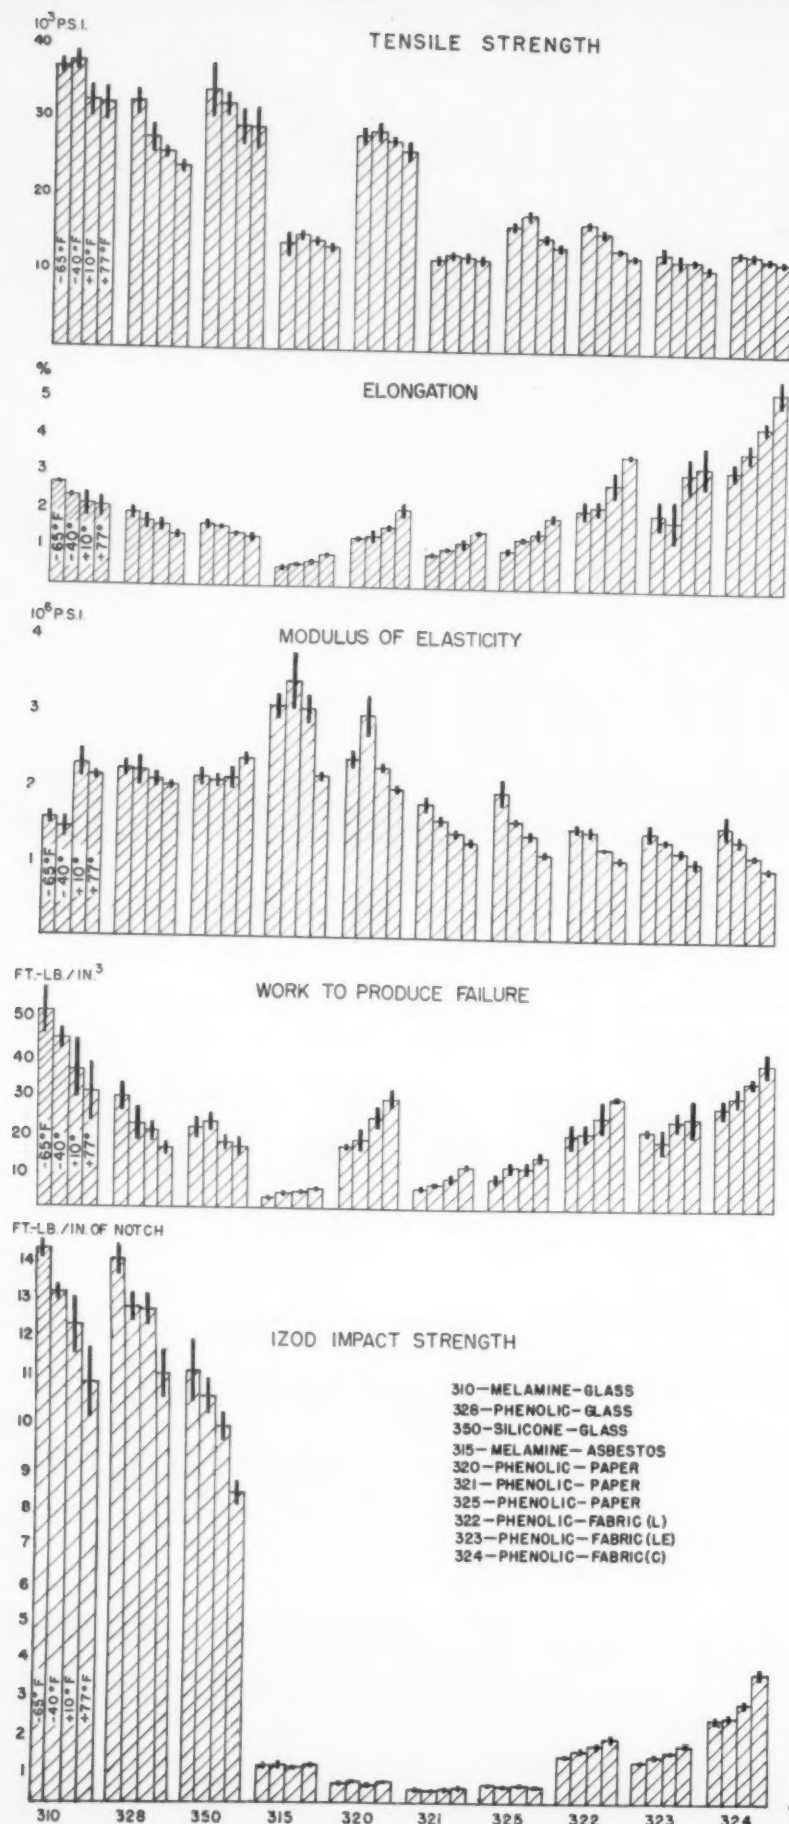 10³ P.S.I.
TENSILE STRENGTH
40
30
20
10
-65°F
-40°F
+10°F
+77°F
%
ELONGATION
5
4
3
2
1
-65°F
-40°
+10°
+77°
10⁶ P.S.I.
MODULUS OF ELASTICITY
4
3
2
1
-65°F
-40°
+10°
+77°
FT.-LB./IN.³
WORK TO PRODUCE FAILURE
50
40
30
20
10
-65°F
-40°
+10°
+77°
FT.-LB./IN. OF NOTCH
IZOD IMPACT STRENGTH
14
13
12
11
10
9
8
7
6
5
4
3
2
1
310—MELAMINE—GLASS
328—PHENOLIC—GLASS
350—SILICONE—GLASS
315—MELAMINE—ASBESTOS
320—PHENOLIC—PAPER
321—PHENOLIC—PAPER
325—PHENOLIC—PAPER
322—PHENOLIC—FABRIC (L)
323—PHENOLIC—FABRIC (LE)
324—PHENOLIC—FABRIC (C)
-65°F
-40°F
+10°F
+77°F
310 328 350 315 320 321 325 322 323 324